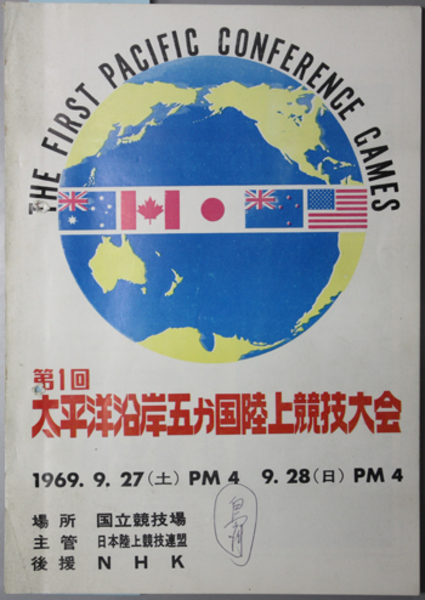 THE FIRST PACIFIC CONFERENCE GAMES
第1回
太平洋沿岸五か国陸上競技大会
1969. 9. 27(土) PM 4 9. 28(日) PM 4
場所 国立競技場
主管 日本陸上競技連盟
後援 NHK